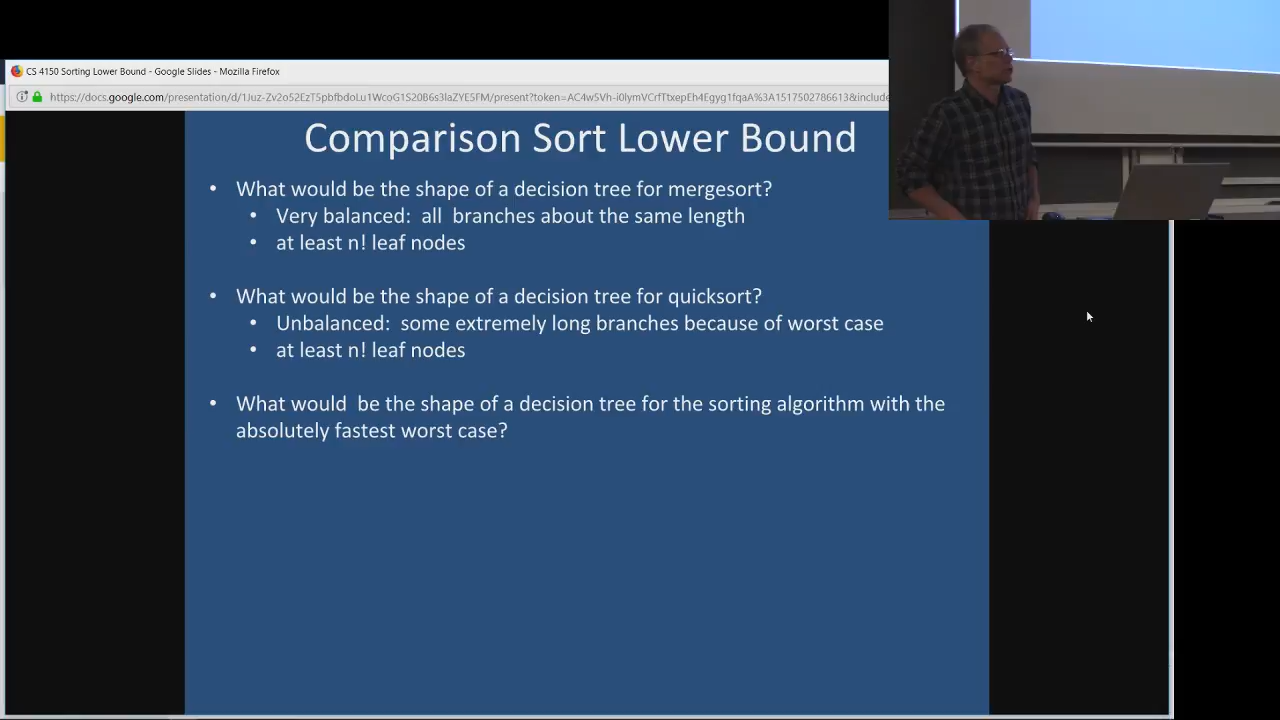 CS 4150 Sorting Lower Bound - Google Slides - Mozilla Firefox
Comparison Sort Lower Bound
• What would be the shape of a decision tree for mergesort?
• Very balanced: all branches about the same length
• at least n! leaf nodes
• What would be the shape of a decision tree for quicksort?
• Unbalanced: some extremely long branches because of worst case
• at least n! leaf nodes
• What would be the shape of a decision tree for the sorting algorithm with the
absolutely fastest worst case?